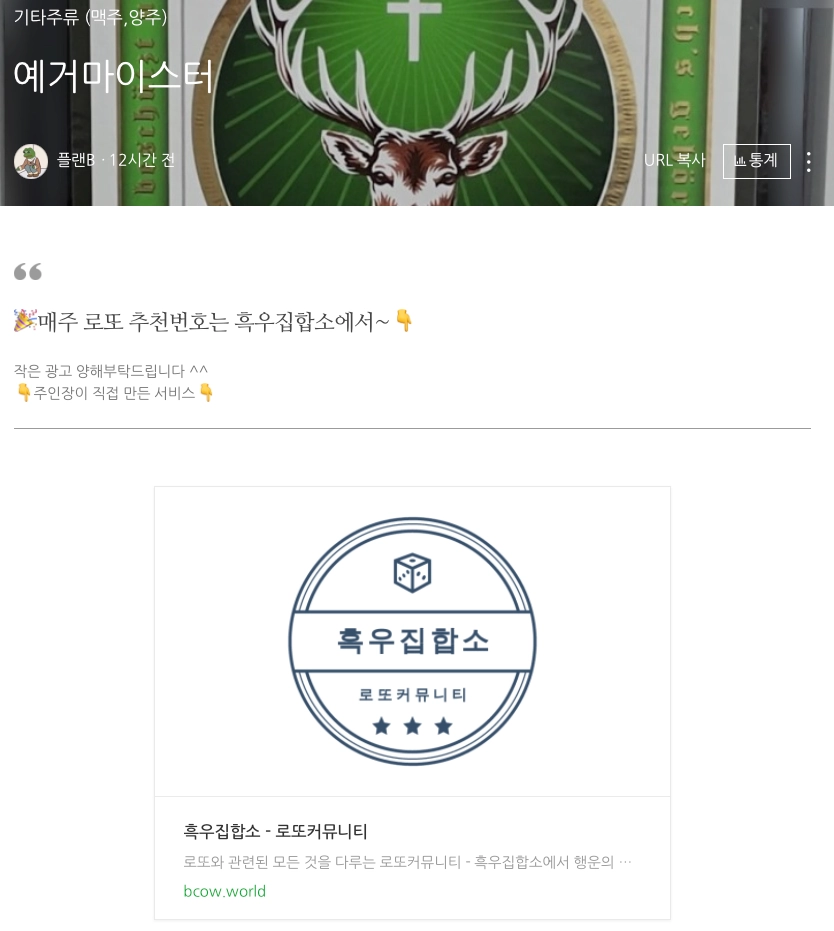 기타주류 (맥주,양주)
예거마이스터
플랜B · 12시간 전
URL 복사
통계
🎉매주 로또 추천번호는 흑우집합소에서~👇
작은 광고 양해부탁드립니다 ^^
👇주인장이 직접 만든 서비스👇
흑우집합소
로또커뮤니티
흑우집합소 - 로또커뮤니티
로또와 관련된 모든 것을 다루는 로또커뮤니티 - 흑우집합소에서 행운의 …
bcow.world